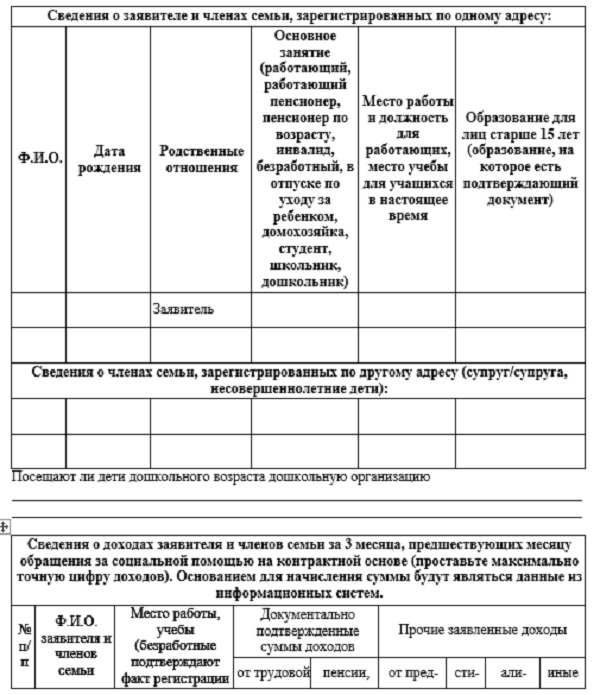 Сведения о заявителе и членах семьи, зарегистрированных по одному адресу:
Ф.И.О.
Дата
рождения
Родственные
отношения
Основное
занятие
(работающий,
работающий
пенсионер,
пенсионер по
возрасту,
инвалид,
безработный, в
отпуске по
уходу за
ребенком,
домохозяйка,
студент,
школьник,
дошкольник)
Место работы
и должность
для
работающих,
место учебы
для учащихся
в настоящее
время
Образование для
лиц старше 15 лет
(образование, на
которое есть
подтверждающий
документ)
Заявитель
Сведения о членах семьи, зарегистрированных по другому адресу (супруг/супруга,
несовершеннолетние дети):
Посещают ли дети дошкольного возраста дошкольную организацию
Сведения о доходах заявителя и членов семьи за 3 месяца, предшествующих месяцу
обращения за социальной помощью на контрактной основе (проставьте максимально
точную цифру доходов). Основанием для начисления суммы будут являться данные из
информационных систем.
№
п/
п
Ф.И.О.
заявителя и
членов
семьи
Место работы,
учебы
(безработные
подтверждают
факт регистрации
Документально
подтвержденные
суммы доходов
Прочие заявленные доходы
от трудовой
пенсии,
от пред-
сти-
али-
иные